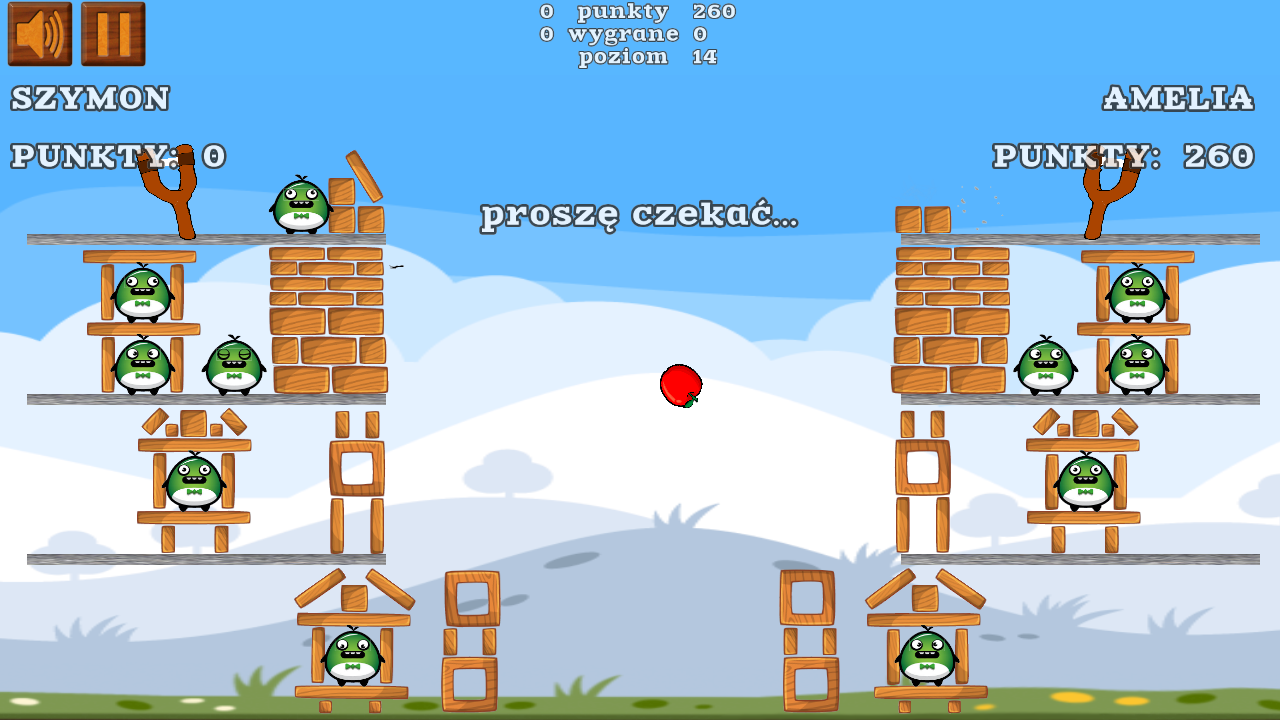 0 punkty 260
0 wygrane 0
poziom 14
SZYMON
AMELIA
PUNKTY: 0
PUNKTY: 260
proszę czekać...